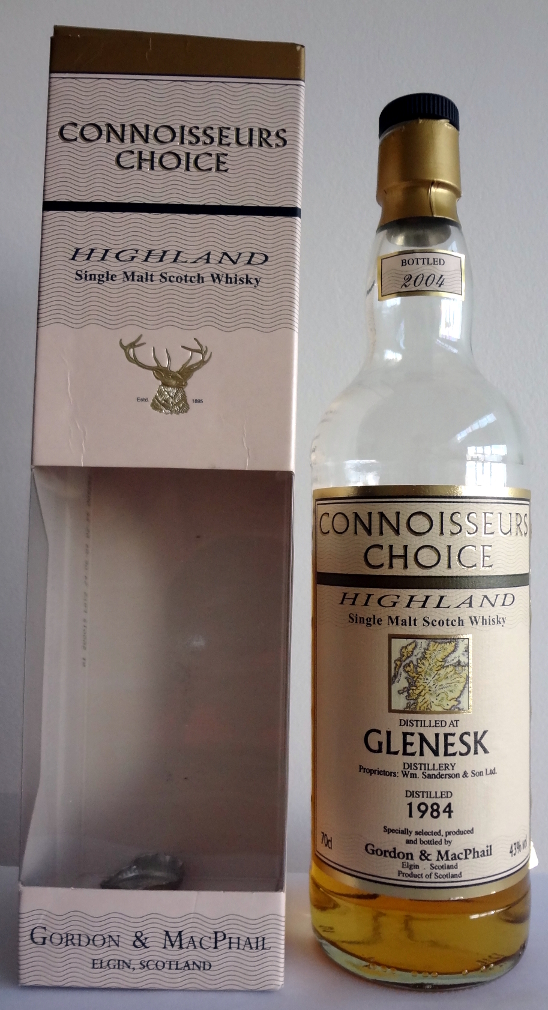 CONNOISSEURS
CHOICE
HIGHLAND
Single Malt Scotch Whisky
Estd. 1895
GORDON & MACPHAIL
ELGIN, SCOTLAND
BOTTLED
2004
CONNOISSEURS
CHOICE
HIGHLAND
Single Malt Scotch Whisky
DISTILLED AT
GLENESK
DISTILLERY
Proprietors: Wm. Sanderson & Son Ltd.
DISTILLED
1984
Specially selected, produced
and bottled by
70cl Gordon & MacPhail 43% vol
Elgin . Scotland
Product of Scotland